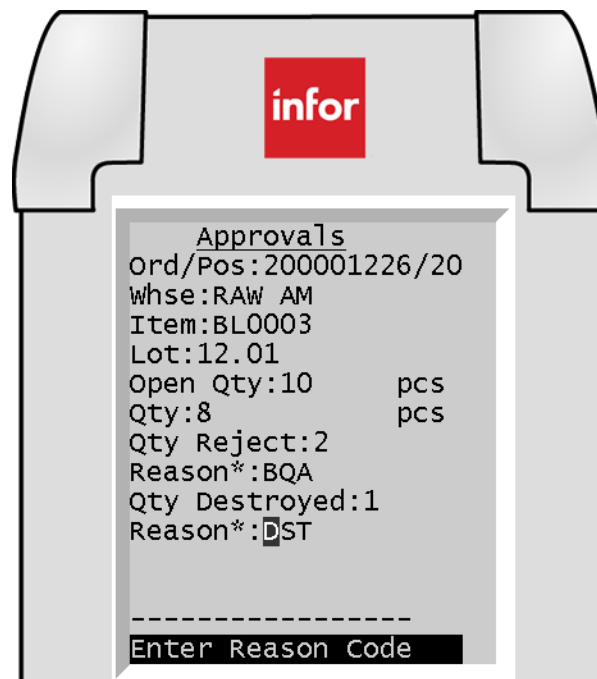 infor
Approvals
Ord/Pos:200001226/20
Whse:RAW AM
Item:BL0003
Lot:12.01
Open Qty:10 pcs
Qty:8 pcs
Qty Reject:2
Reason*:BQA
Qty Destroyed:1
Reason*:DST
-----------------
Enter Reason Code